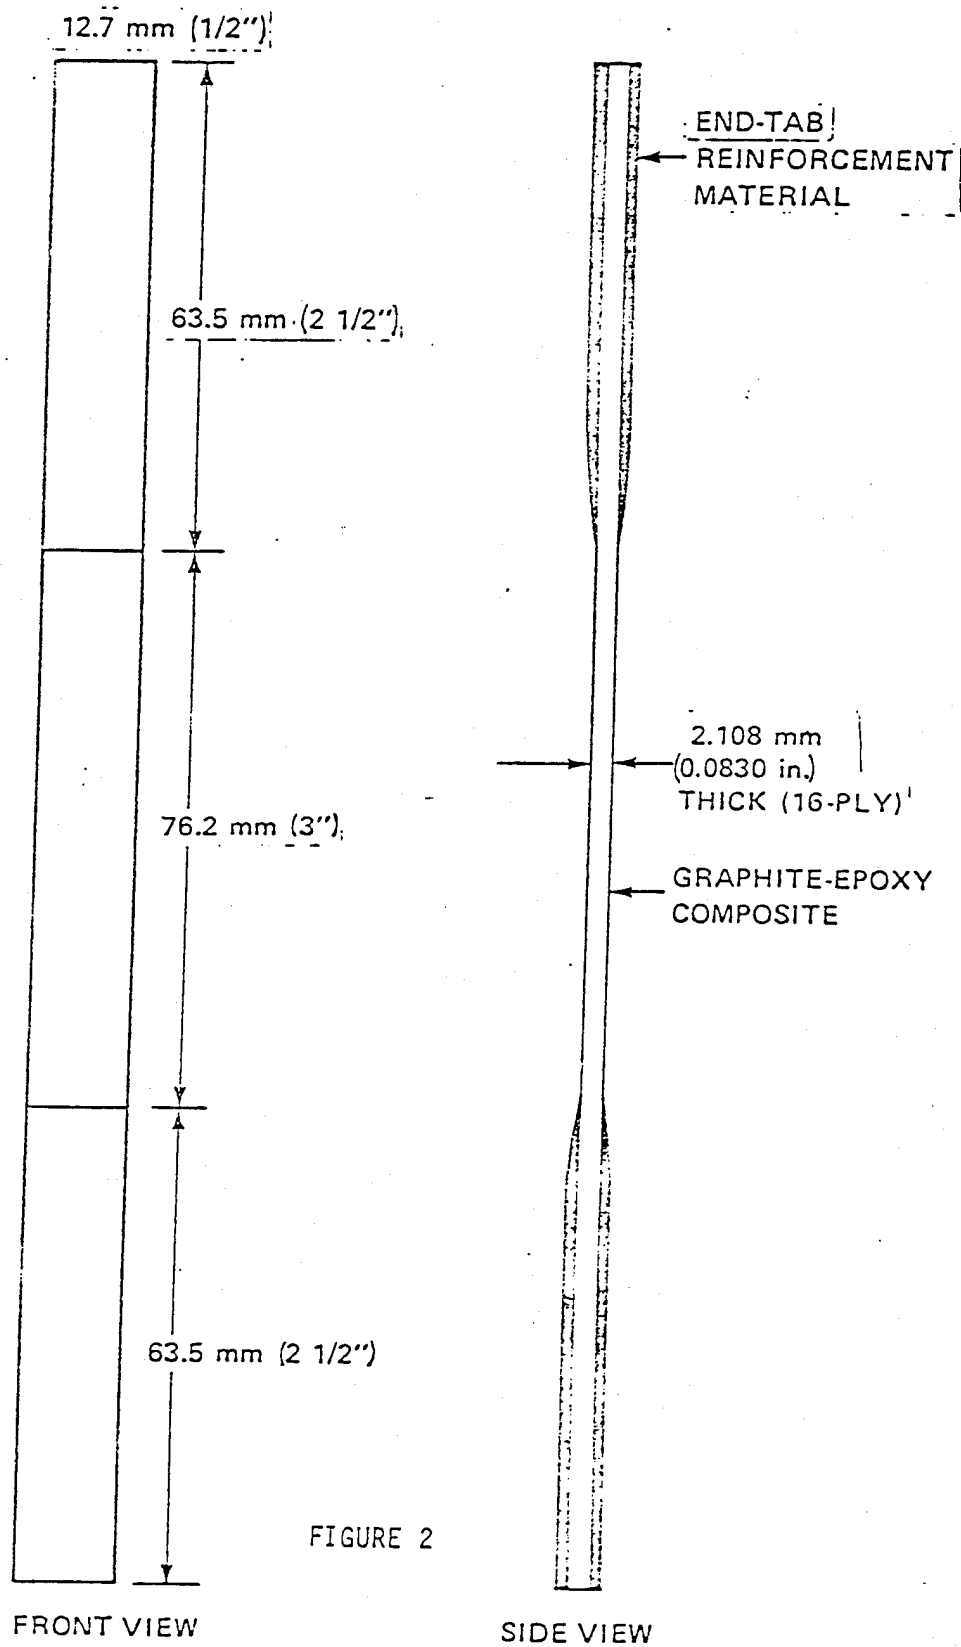 12.7 mm (1/2")
END-TAB
REINFORCEMENT
MATERIAL
63.5 mm (2 1/2")
2.108 mm
(0.0830 in.)
THICK (16-PLY)
76.2 mm (3")
GRAPHITE-EPOXY
COMPOSITE
63.5 mm (2 1/2")
FIGURE 2
FRONT VIEW
SIDE VIEW